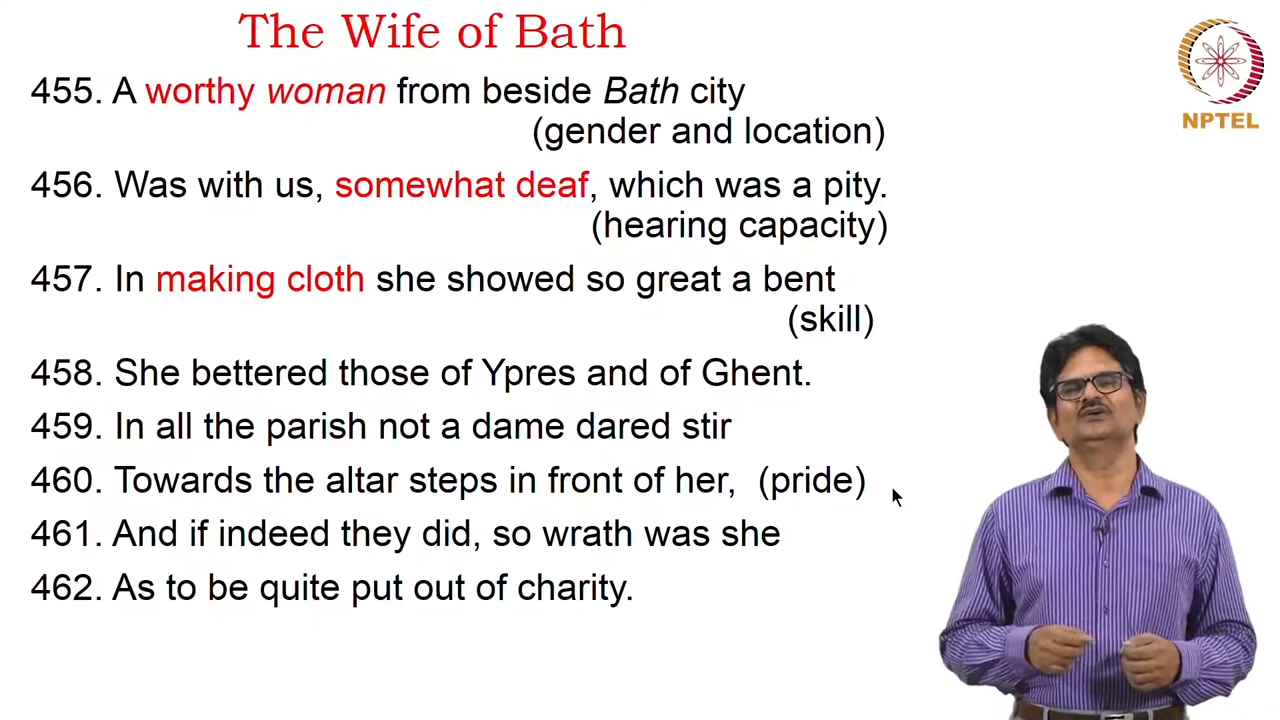 The Wife of Bath
455. A worthy woman from beside Bath city
(gender and location)
456. Was with us, somewhat deaf, which was a pity.
(hearing capacity)
457. In making cloth she showed so great a bent
(skill)
458. She bettered those of Ypres and of Ghent.
459. In all the parish not a dame dared stir
460. Towards the altar steps in front of her, (pride)
461. And if indeed they did, so wrath was she
462. As to be quite put out of charity.
NPTEL